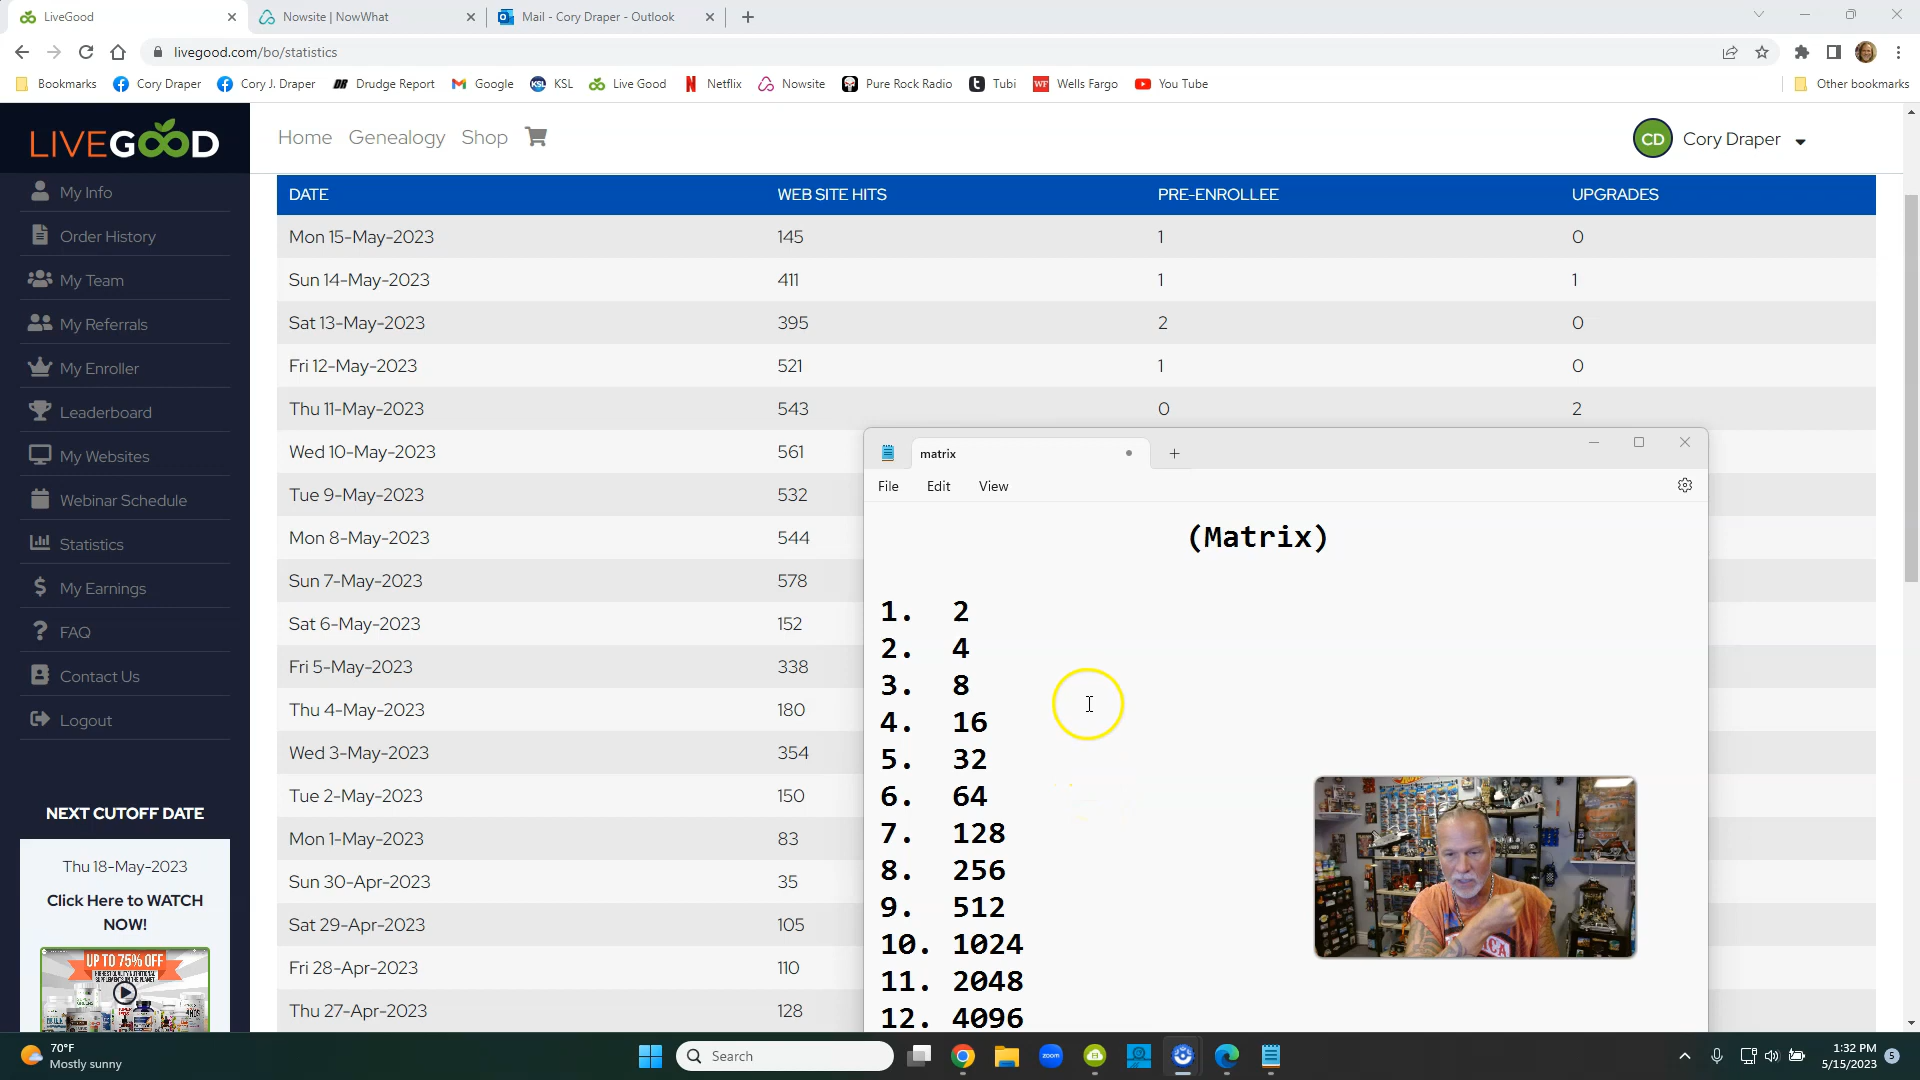 LiveGood
Nowsite | NowWhat
Mail - Cory Draper - Outlook
livegood.com/bo/statistics
Bookmarks
Cory Draper
Cory J. Draper
DR Drudge Report
Google
KSL KSL
Live Good
Netflix
Nowsite
Pure Rock Radio
t Tubi
WF Wells Fargo
You Tube
Other bookmarks
LIVEGOOD
Home Genealogy Shop
CD Cory Draper
My Info
Order History
My Team
My Referrals
My Enroller
Leaderboard
My Websites
Webinar Schedule
Statistics
My Earnings
FAQ
Contact Us
Logout
NEXT CUTOFF DATE
Thu 18-May-2023
Click Here to WATCH
NOW!
UP TO 75% OFF
DATE WEB SITE HITS PRE-ENROLLEE UPGRADES
Mon 15-May-2023 145 1 0
Sun 14-May-2023 411 1 1
Sat 13-May-2023 395 2 0
Fri 12-May-2023 521 1 0
Thu 11-May-2023 543 0 2
Wed 10-May-2023 561
Tue 9-May-2023 532
Mon 8-May-2023 544
Sun 7-May-2023 578
Sat 6-May-2023 152
Fri 5-May-2023 338
Thu 4-May-2023 180
Wed 3-May-2023 354
Tue 2-May-2023 150
Mon 1-May-2023 83
Sun 30-Apr-2023 35
Sat 29-Apr-2023 105
Fri 28-Apr-2023 110
Thu 27-Apr-2023 128
matrix
File Edit View
(Matrix)
1. 2
2. 4
3. 8
4. 16
5. 32
6. 64
7. 128
8. 256
9. 512
10. 1024
11. 2048
12. 4096
70°F
Mostly sunny
Search
zoom
1:32 PM
5/15/2023
5